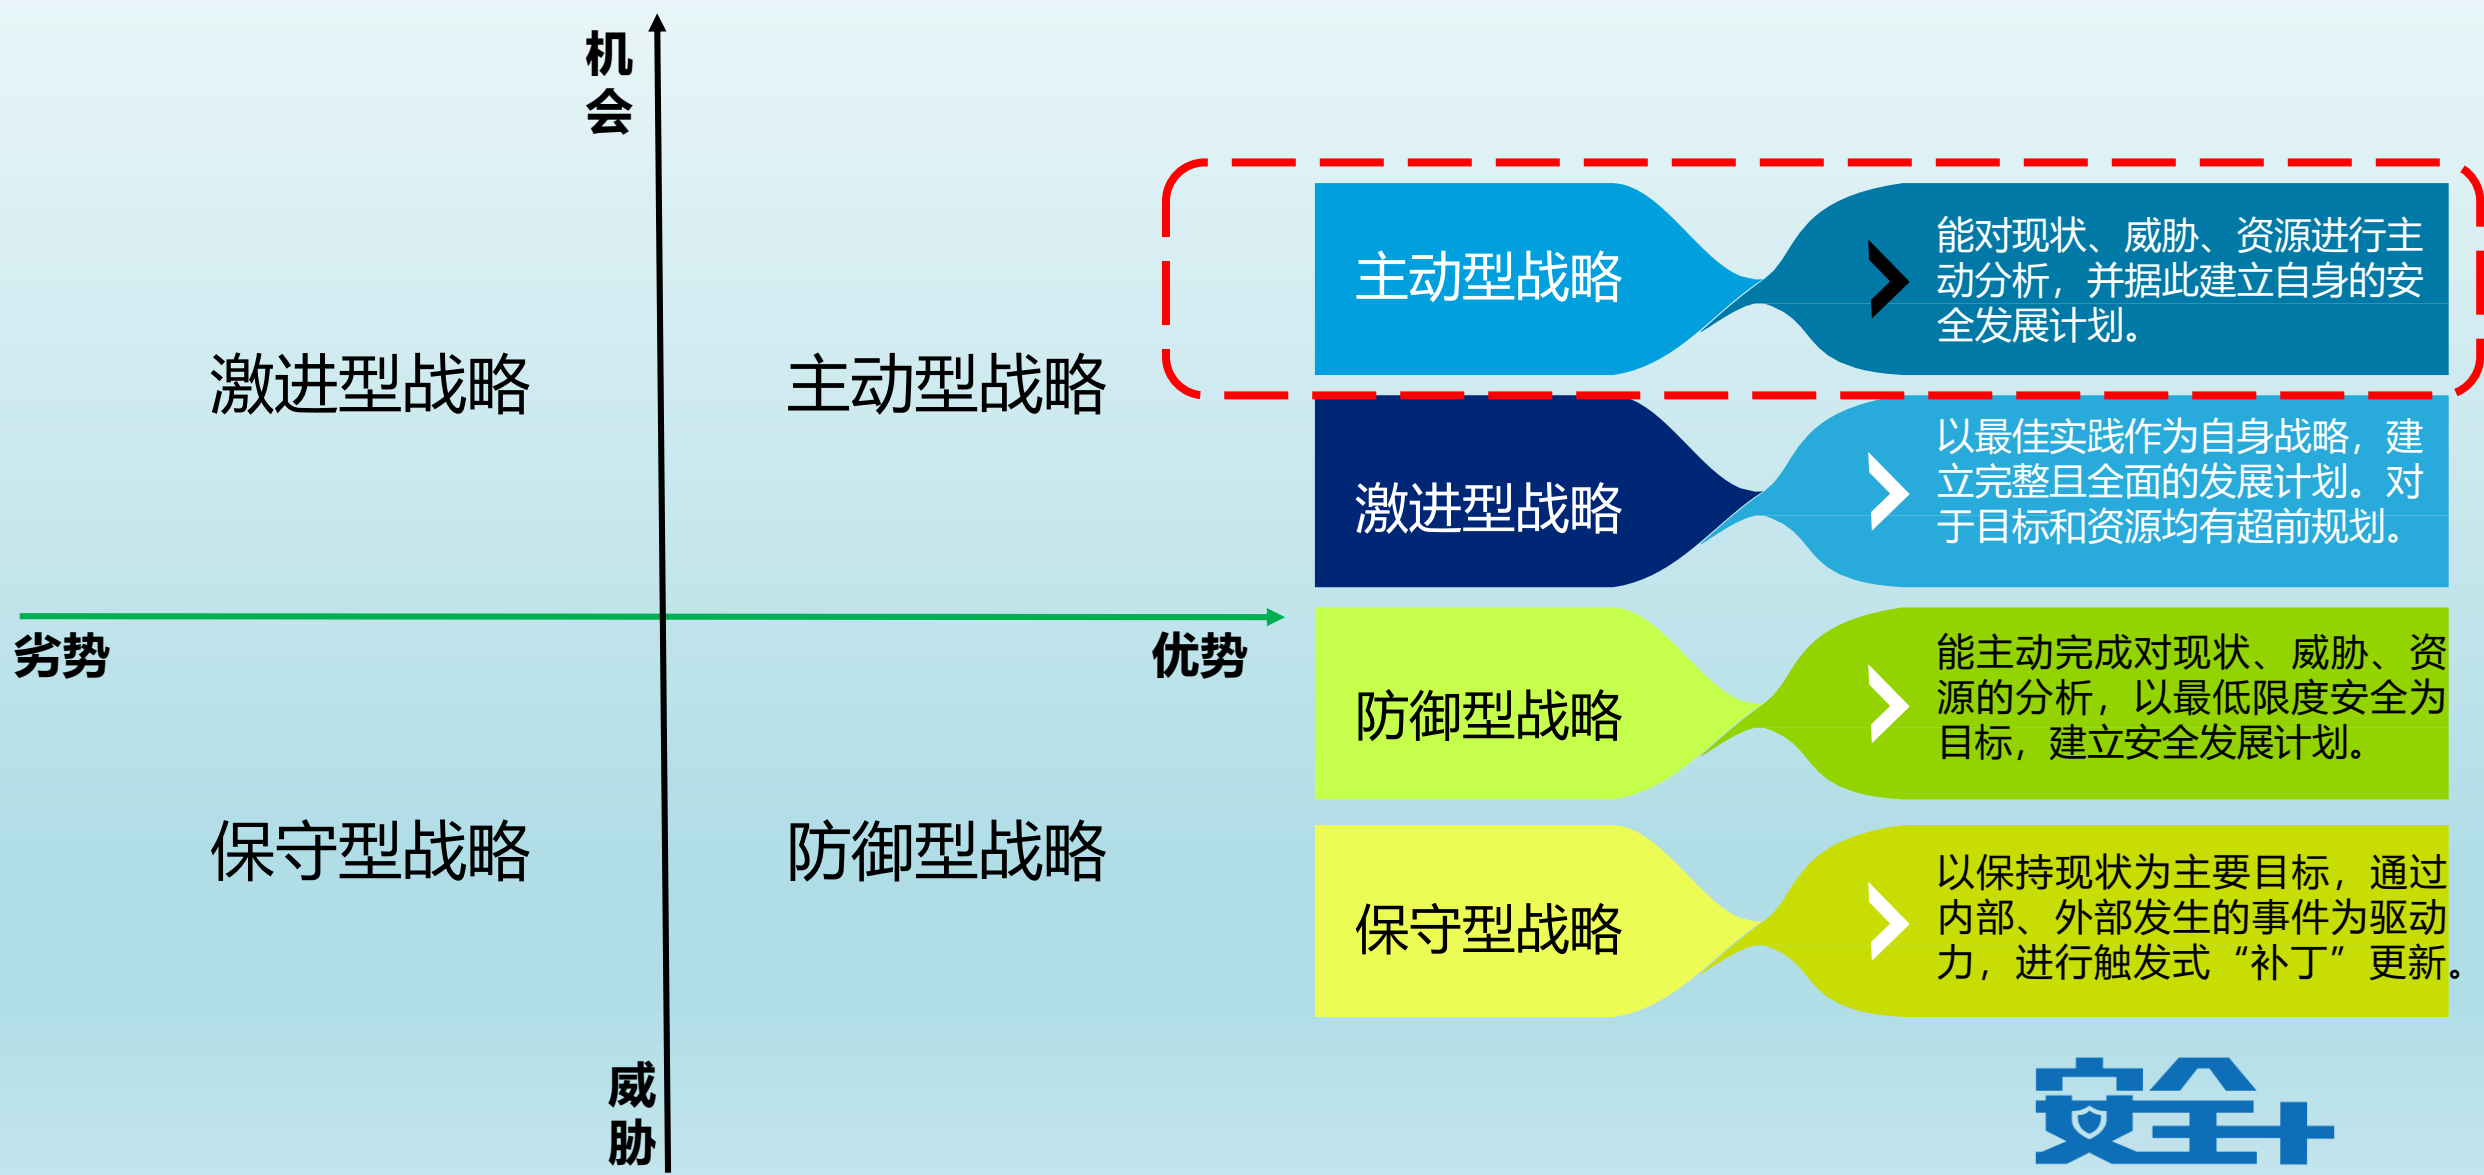 机
会
激进型战略
主动型战略
劣势
优势
保守型战略
防御型战略
威
胁
主动型战略
能对现状、威胁、资源进行主
动分析，并据此建立自身的安
全发展计划。
激进型战略
以最佳实践作为自身战略，建
立完整且全面的发展计划。对
于目标和资源均有超前规划。
防御型战略
能主动完成对现状、威胁、资
源的分析，以最低限度安全为
目标，建立安全发展计划。
保守型战略
以保持现状为主要目标，通过
内部、外部发生的事件为驱动
力，进行触发式“补丁”更新。
安全+